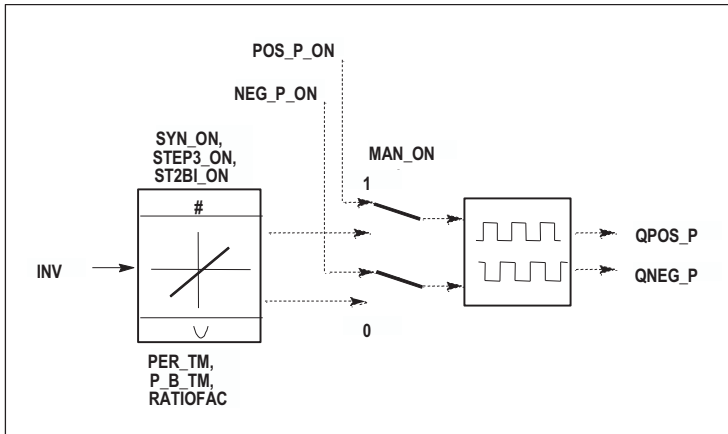 POS_P_ON
NEG_P_ON
SYN_ON,
STEP3_ON,
ST2BI_ON
MAN_ON
1
#
QPOS_P
INV
QNEG_P
0
PER_TM,
P_B_TM,
RATIOFAC